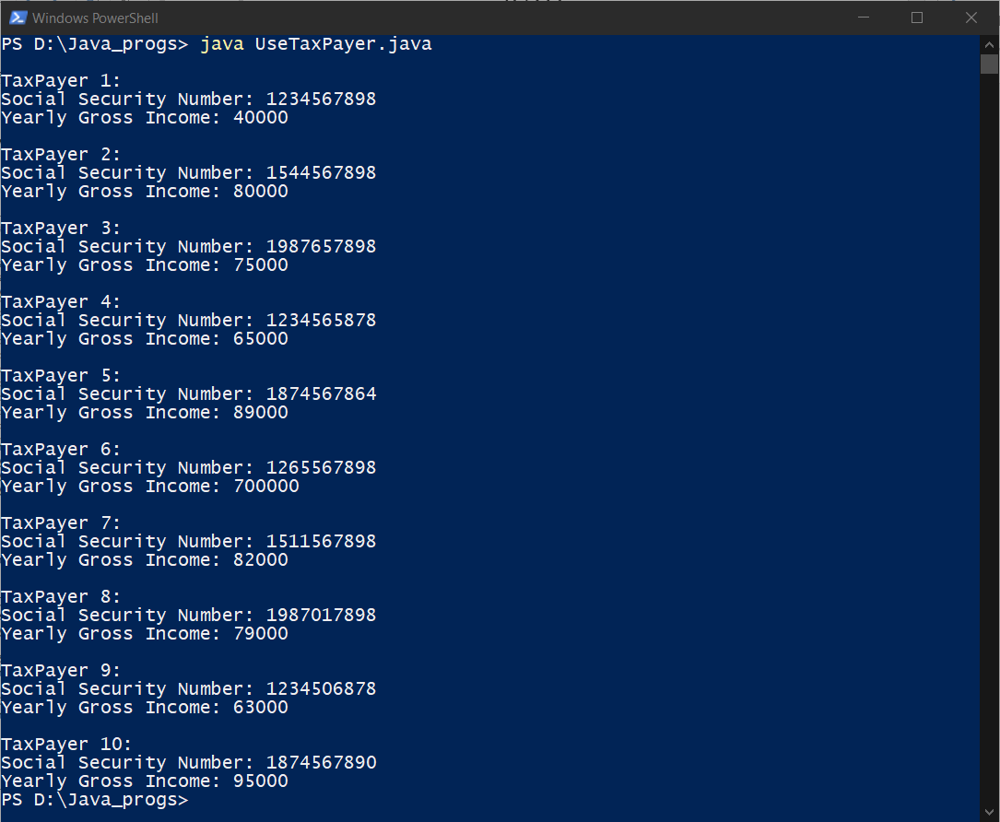 Windows PowerShell
PS D:\Java_progs> java UseTaxPayer.java
TaxPayer 1:
Social Security Number: 1234567898
Yearly Gross Income: 40000
TaxPayer 2:
Social Security Number: 1544567898
Yearly Gross Income: 80000
TaxPayer 3:
Social Security Number: 1987657898
Yearly Gross Income: 75000
TaxPayer 4:
Social Security Number: 1234565878
Yearly Gross Income: 65000
TaxPayer 5:
Social Security Number: 1874567864
Yearly Gross Income: 89000
TaxPayer 6:
Social Security Number: 1265567898
Yearly Gross Income: 700000
TaxPayer 7:
Social Security Number: 1511567898
Yearly Gross Income: 82000
TaxPayer 8:
Social Security Number: 1987017898
Yearly Gross Income: 79000
TaxPayer 9:
Social Security Number: 1234506878
Yearly Gross Income: 63000
TaxPayer 10:
Social Security Number: 1874567890
Yearly Gross Income: 95000
PS D:\Java_progs>